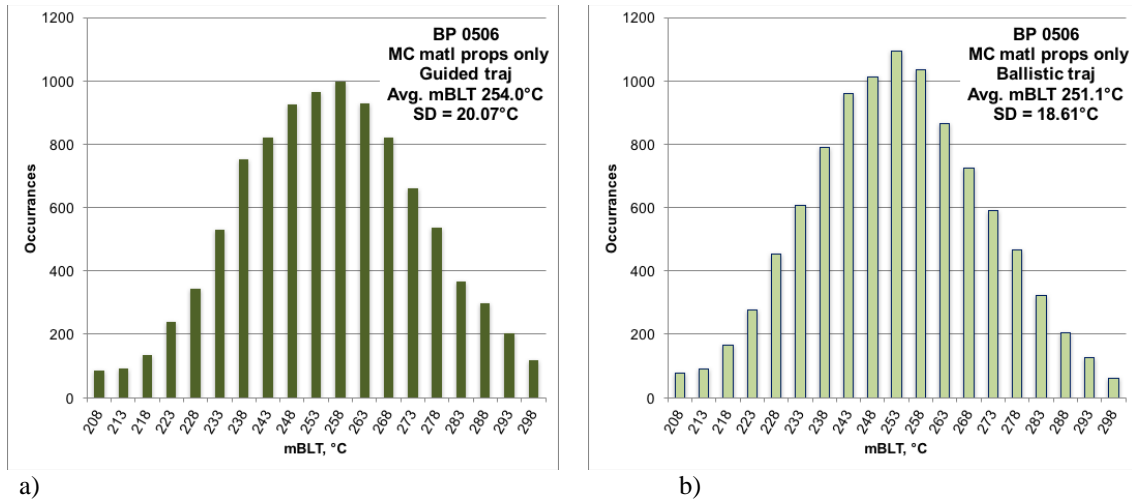 1200
1000
800
600
400
200
0
Occurrances
BP 0506
MC matl props only
Guided traj
Avg. mBLT 254.0°C
SD = 20.07°C
208 213 218 223 228 233 238 243 248 253 258 263 268 273 278 283 288 293 298
mBLT, °C
a)
1200
1000
800
600
400
200
0
Occurrances
BP 0506
MC matl props only
Ballistic traj
Avg. mBLT 251.1°C
SD = 18.61°C
208 213 218 223 228 233 238 243 248 253 258 263 268 273 278 283 288 293 298
mBLT, °C
b)